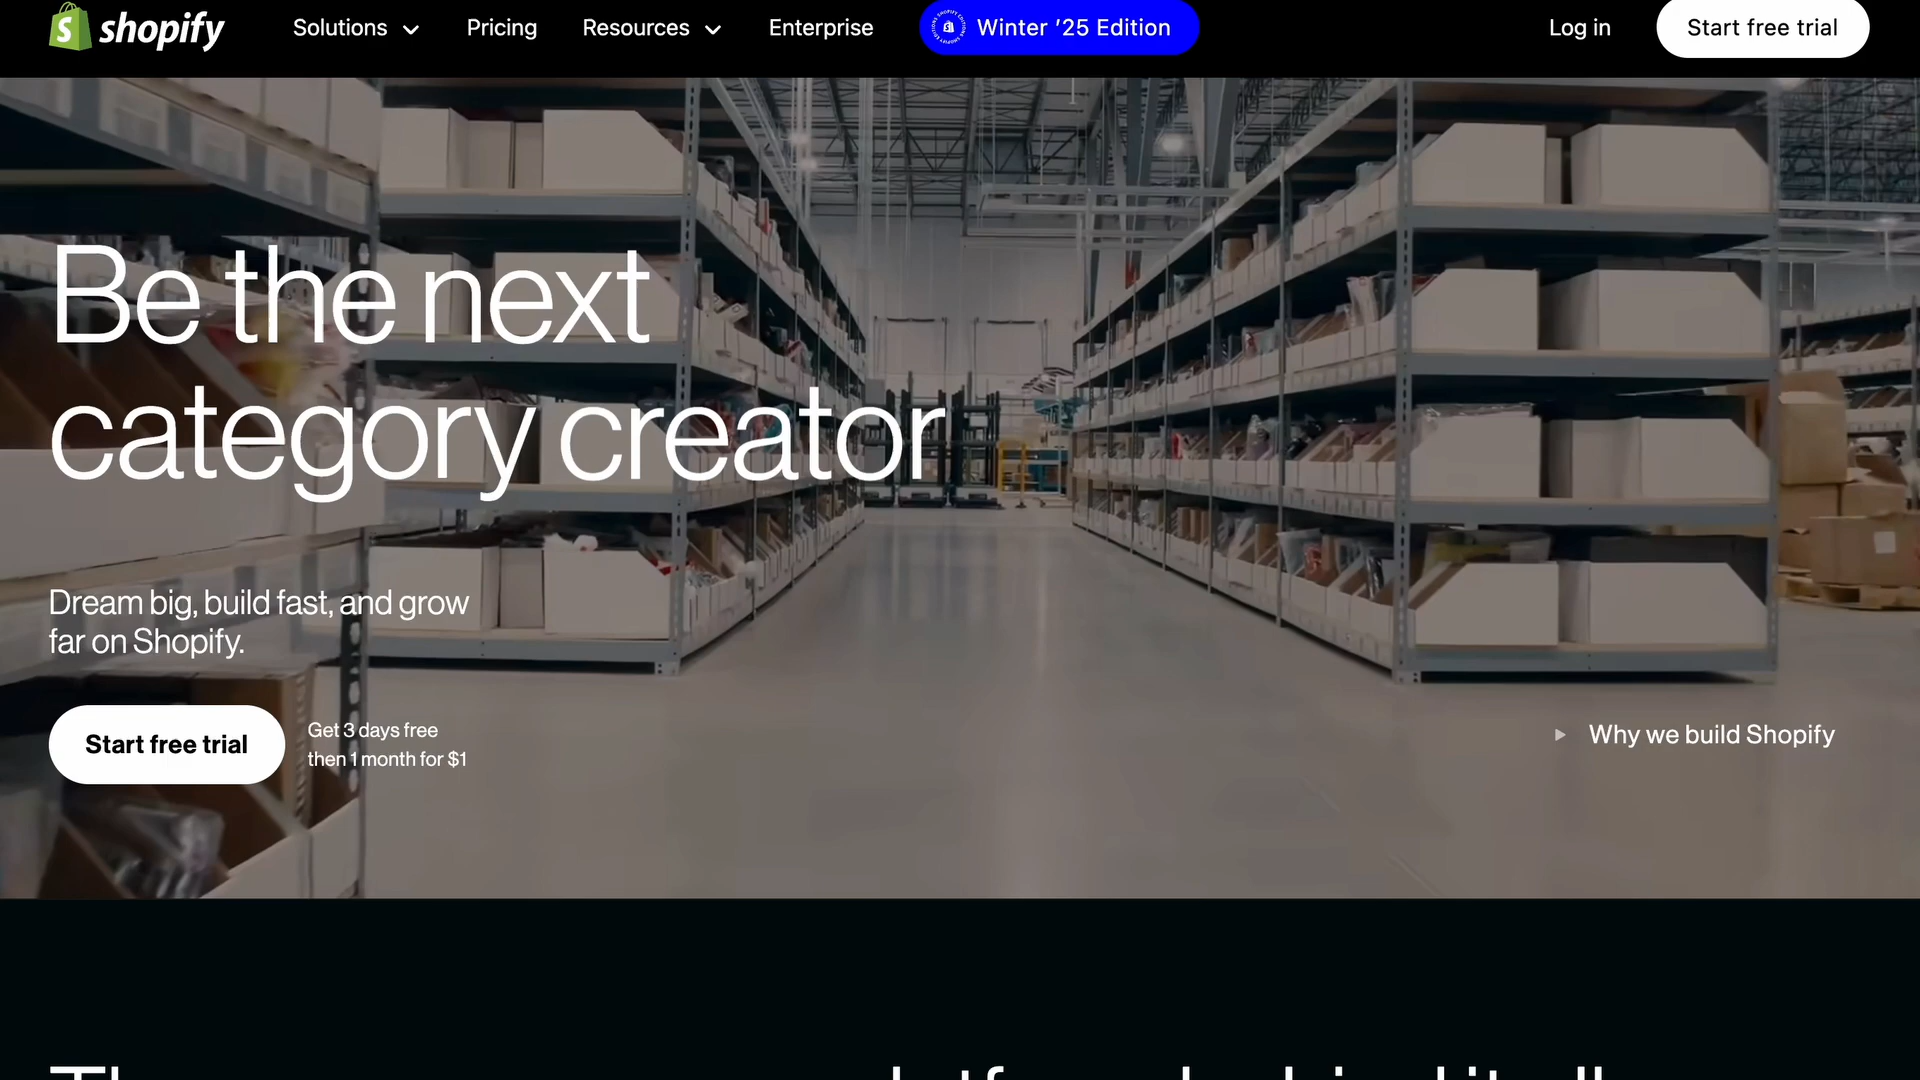 shopify
Solutions
Pricing
Resources
Enterprise
Winter ’25 Edition
Log in
Start free trial
Be the next
category creator
Dream big, build fast, and grow
far on Shopify.
Start free trial
Get 3 days free
then 1 month for $1
Why we build Shopify